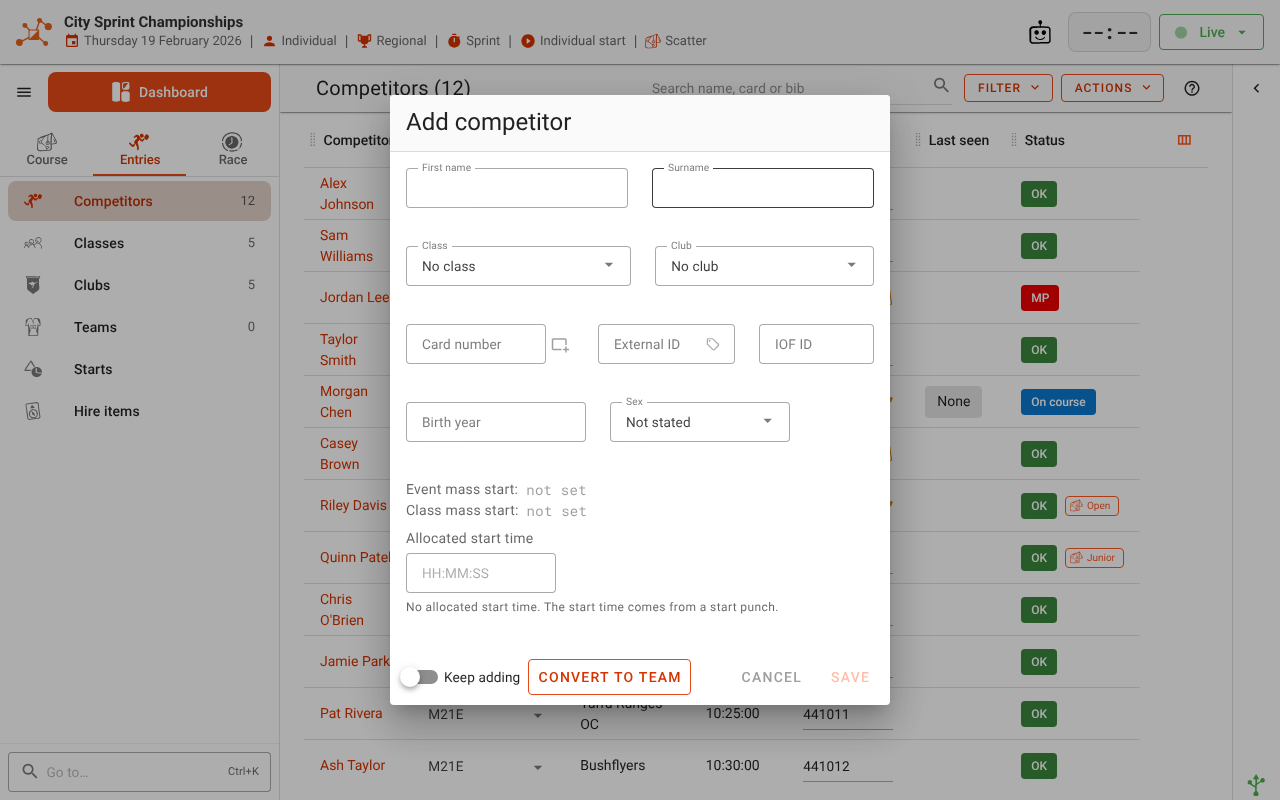 City Sprint Championships
Thursday 19 February 2026 | Individual | Regional | Sprint | Individual start | Scatter
--:--
Live
Dashboard
Course
Entries
Race
Competitors 12
Classes 5
Clubs 5
Teams 0
Starts
Hire items
Go to…
Ctrl+K
Competitors (12)
Search name, card or bib
FILTER
ACTIONS
Last seen
Status
Alex
Johnson
OK
Sam
Williams
OK
Jordan Lee
MP
Taylor
Smith
OK
Morgan
Chen
None
On course
Casey
Brown
OK
Riley Davis
OK
Open
Quinn Patel
OK
Junior
Chris
O'Brien
OK
Jamie Park
OK
Pat Rivera
M21E
OC
10:25:00
441011
OK
Ash Taylor
M21E
Bushflyers
10:30:00
441012
OK
Add competitor
First name
Surname
Class
No class
Club
No club
Card number
External ID
IOF ID
Birth year
Sex
Not stated
Event mass start: not set
Class mass start: not set
Allocated start time
HH:MM:SS
No allocated start time. The start time comes from a start punch.
Keep adding
CONVERT TO TEAM
CANCEL
SAVE